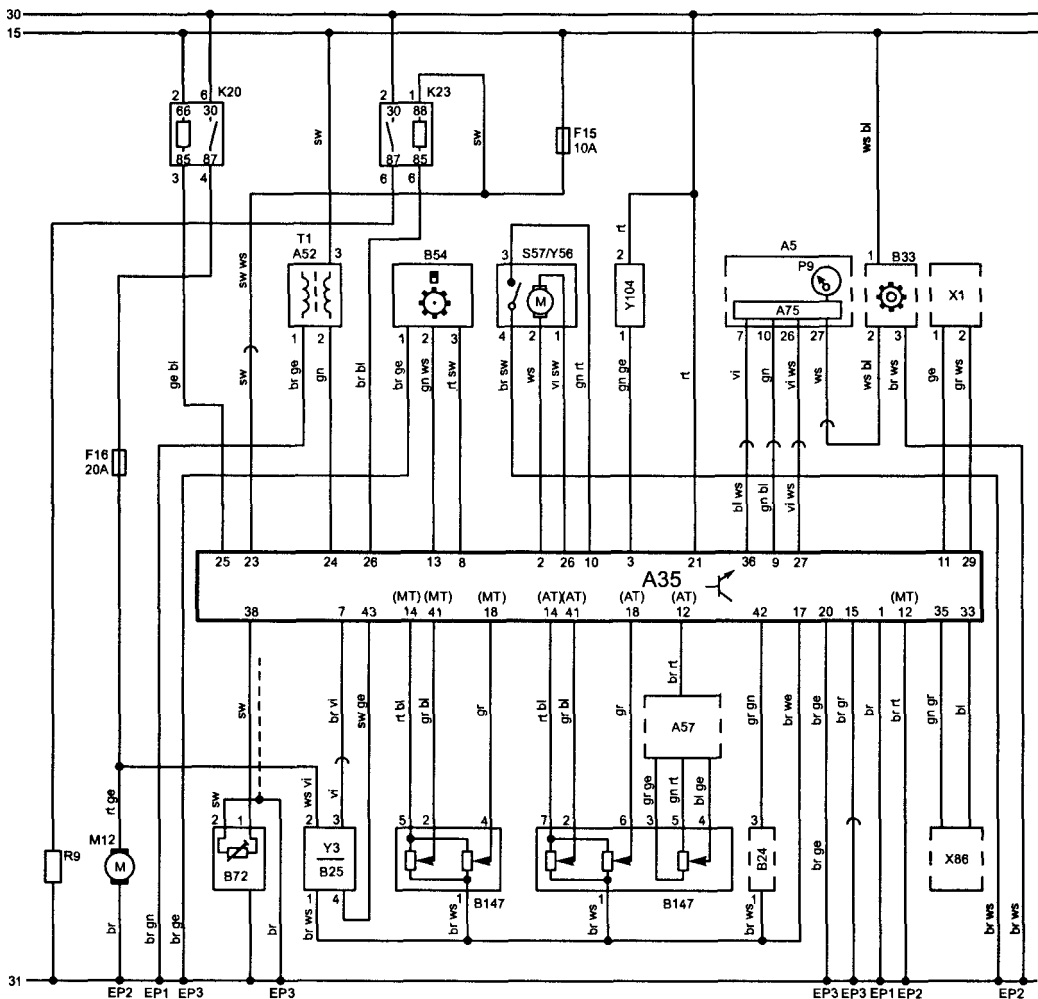 30
15
2 6 K20
66 30
85 87
3 4
sw
2 1 K23
30 88
87 85
6 6
sw
F15
10A
ws bl
rt
T1
A52 3
B54
3 S57/Y56
M
2
Y104
A5
P9
A75
1 B33
X1
ge bl
sw ws
sw
1 2
br ge
gn
br bl
1 2 3
br ge
gn ws
rt sw
4 2 1
br sw
ws
vi sw
gn rt
1
gn ge
rt
7 10 26 27
vi
gn
vi ws
ws
2 3
ws bl
br ws
1 2
ge
gr ws
F16
20A
bl ws
gn bl
vi ws
25 23 24 26 13 8 2 26 10 3 21 36 9 27 11 29
A35
(MT) (MT) (MT) (AT)(AT) (AT) (AT) (MT)
38 7 43 14 41 18 14 41 18 12 42 17 20 15 1 12 35 33
sw
br vi
sw ge
rt bl
gr bl
gr
rt bl
gr bl
gr
br rt
A57
gr gn
br we
br ge
br gr
br
br rt
gn gr
bl
gr ge
gn rt
bl ge
rt ge
sw
ws vi
vi
M12
M
R9
2 1
B72
2 3
Y3
B25
1 4
5 2 4
B147
7 2 6 3 5 4
B147
3
B24
br ge
X86
br
br gn
br ge
br
br ws
br ws 1
br ws 1
br ws 1
br ws
br ws
31
EP2 EP1 EP3 EP3 EP3 EP3 EP1 EP2 EP2